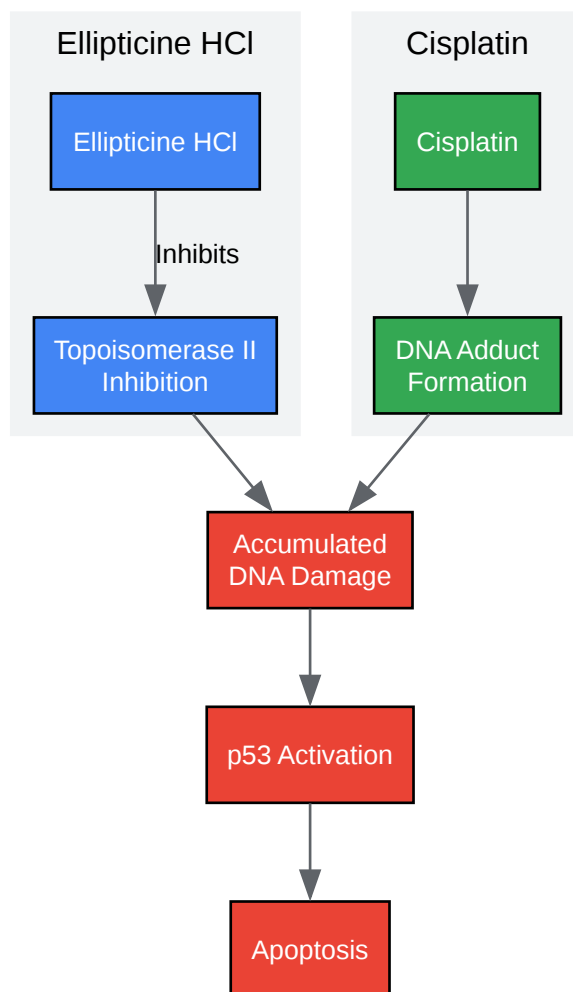 Ellipticine HCl
Cisplatin
Ellipticine HCl
Cisplatin
Inhibits
Topoisomerase II
Inhibition
DNA Adduct
Formation
Accumulated
DNA Damage
p53 Activation
Apoptosis